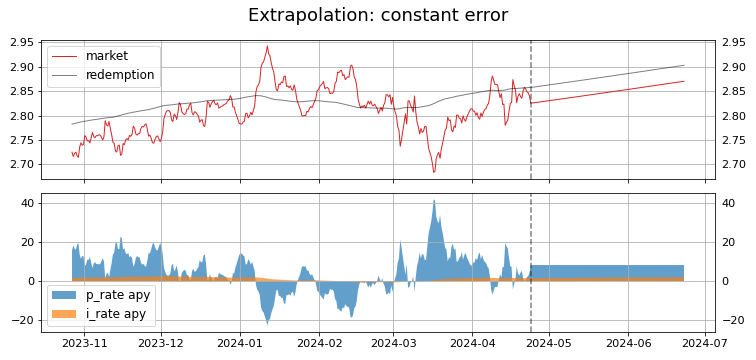 Extrapolation: constant error
2.95 2.95
market
redemption
2.90 2.90
2.85 2.85
2.80 2.80
2.75 2.75
2.70 2.70
40 40
20 20
0 0
p_rate apy
i_rate apy
−20 −20
2023-11 2023-12 2024-01 2024-02 2024-03 2024-04 2024-05 2024-06 2024-07